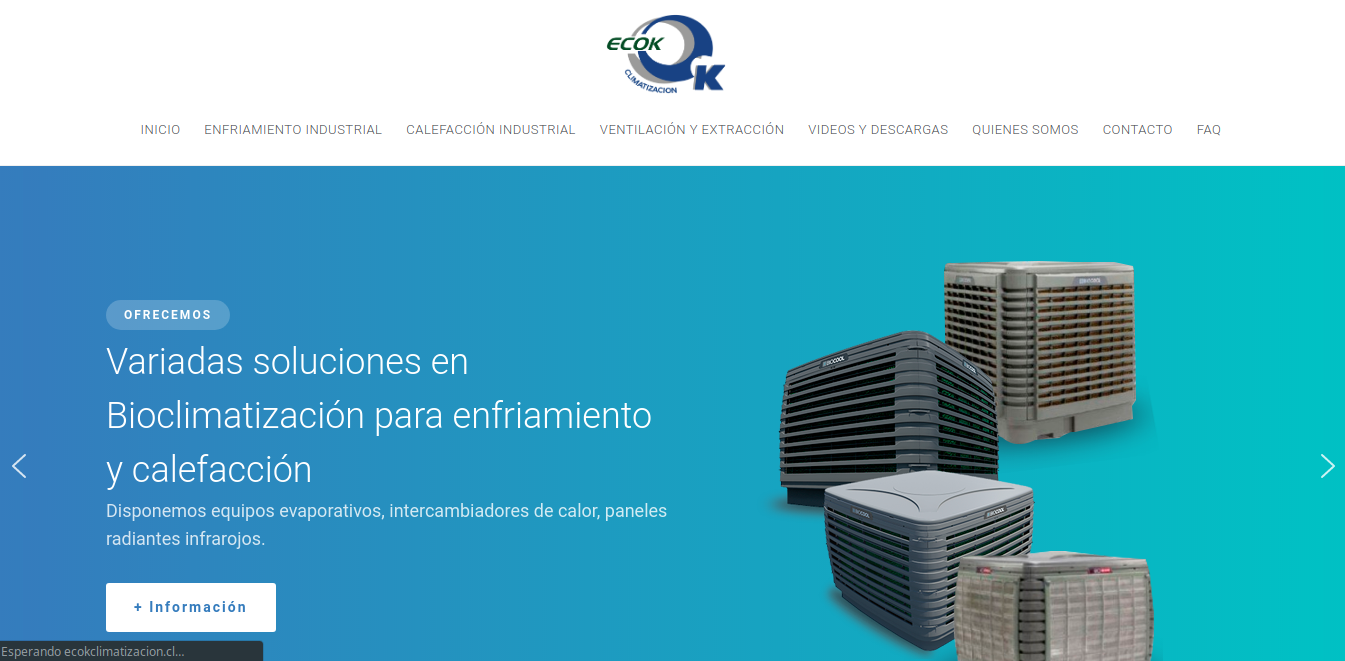 ECOK
K
CLIMATIZACION
INICIO ENFRIAMIENTO INDUSTRIAL CALEFACCIÓN INDUSTRIAL VENTILACIÓN Y EXTRACCIÓN VIDEOS Y DESCARGAS QUIENES SOMOS CONTACTO FAQ
OFRECEMOS
Variadas soluciones en
Bioclimatización para enfriamiento
y calefacción
Disponemos equipos evaporativos, intercambiadores de calor, paneles
radiantes infrarojos.
+ Información
Esperando ecokclimatizacion.cl...